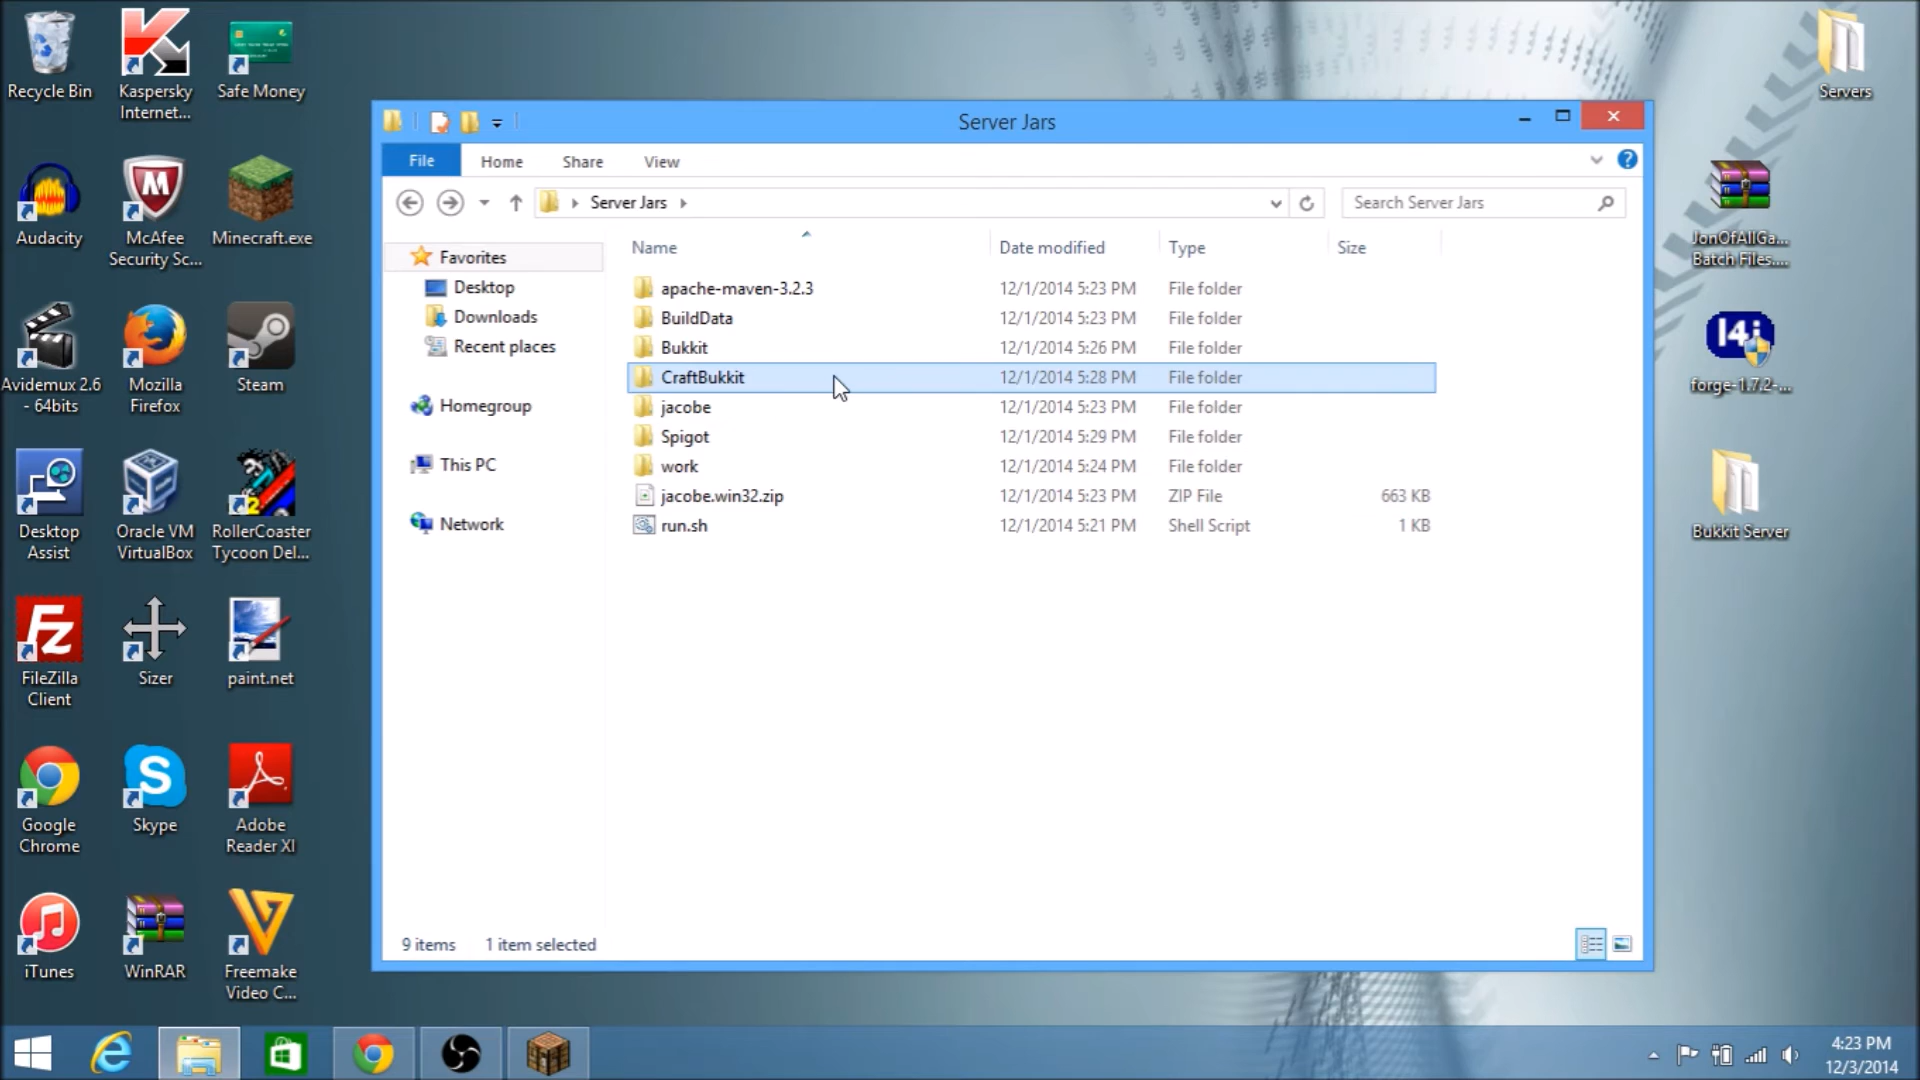 Recycle Bin
Kaspersky
Internet...
Safe Money
Audacity
McAfee
Security Sc...
Minecraft.exe
Avidemux 2.6
- 64bits
Mozilla
Firefox
Steam
Desktop
Assist
Oracle VM
VirtualBox
RollerCoaster
Tycoon Del...
FileZilla
Client
Sizer
paint.net
Google
Chrome
Skype
Adobe
Reader XI
iTunes
WinRAR
Freemake
Video C...
Server Jars
File Home Share View
Server Jars
Search Server Jars
Favorites
Desktop
Downloads
Recent places
Homegroup
This PC
Network
Name Date modified Type Size
apache-maven-3.2.3 12/1/2014 5:23 PM File folder
BuildData 12/1/2014 5:23 PM File folder
Bukkit 12/1/2014 5:26 PM File folder
CraftBukkit 12/1/2014 5:28 PM File folder
jacobe 12/1/2014 5:23 PM File folder
Spigot 12/1/2014 5:29 PM File folder
work 12/1/2014 5:24 PM File folder
jacobe.win32.zip 12/1/2014 5:23 PM ZIP File 663 KB
run.sh 12/1/2014 5:21 PM Shell Script 1 KB
9 items 1 item selected
Servers
JonOfAllGa...
Batch Files....
14j
forge-1.7.2-...
Bukkit Server
4:23 PM
12/3/2014